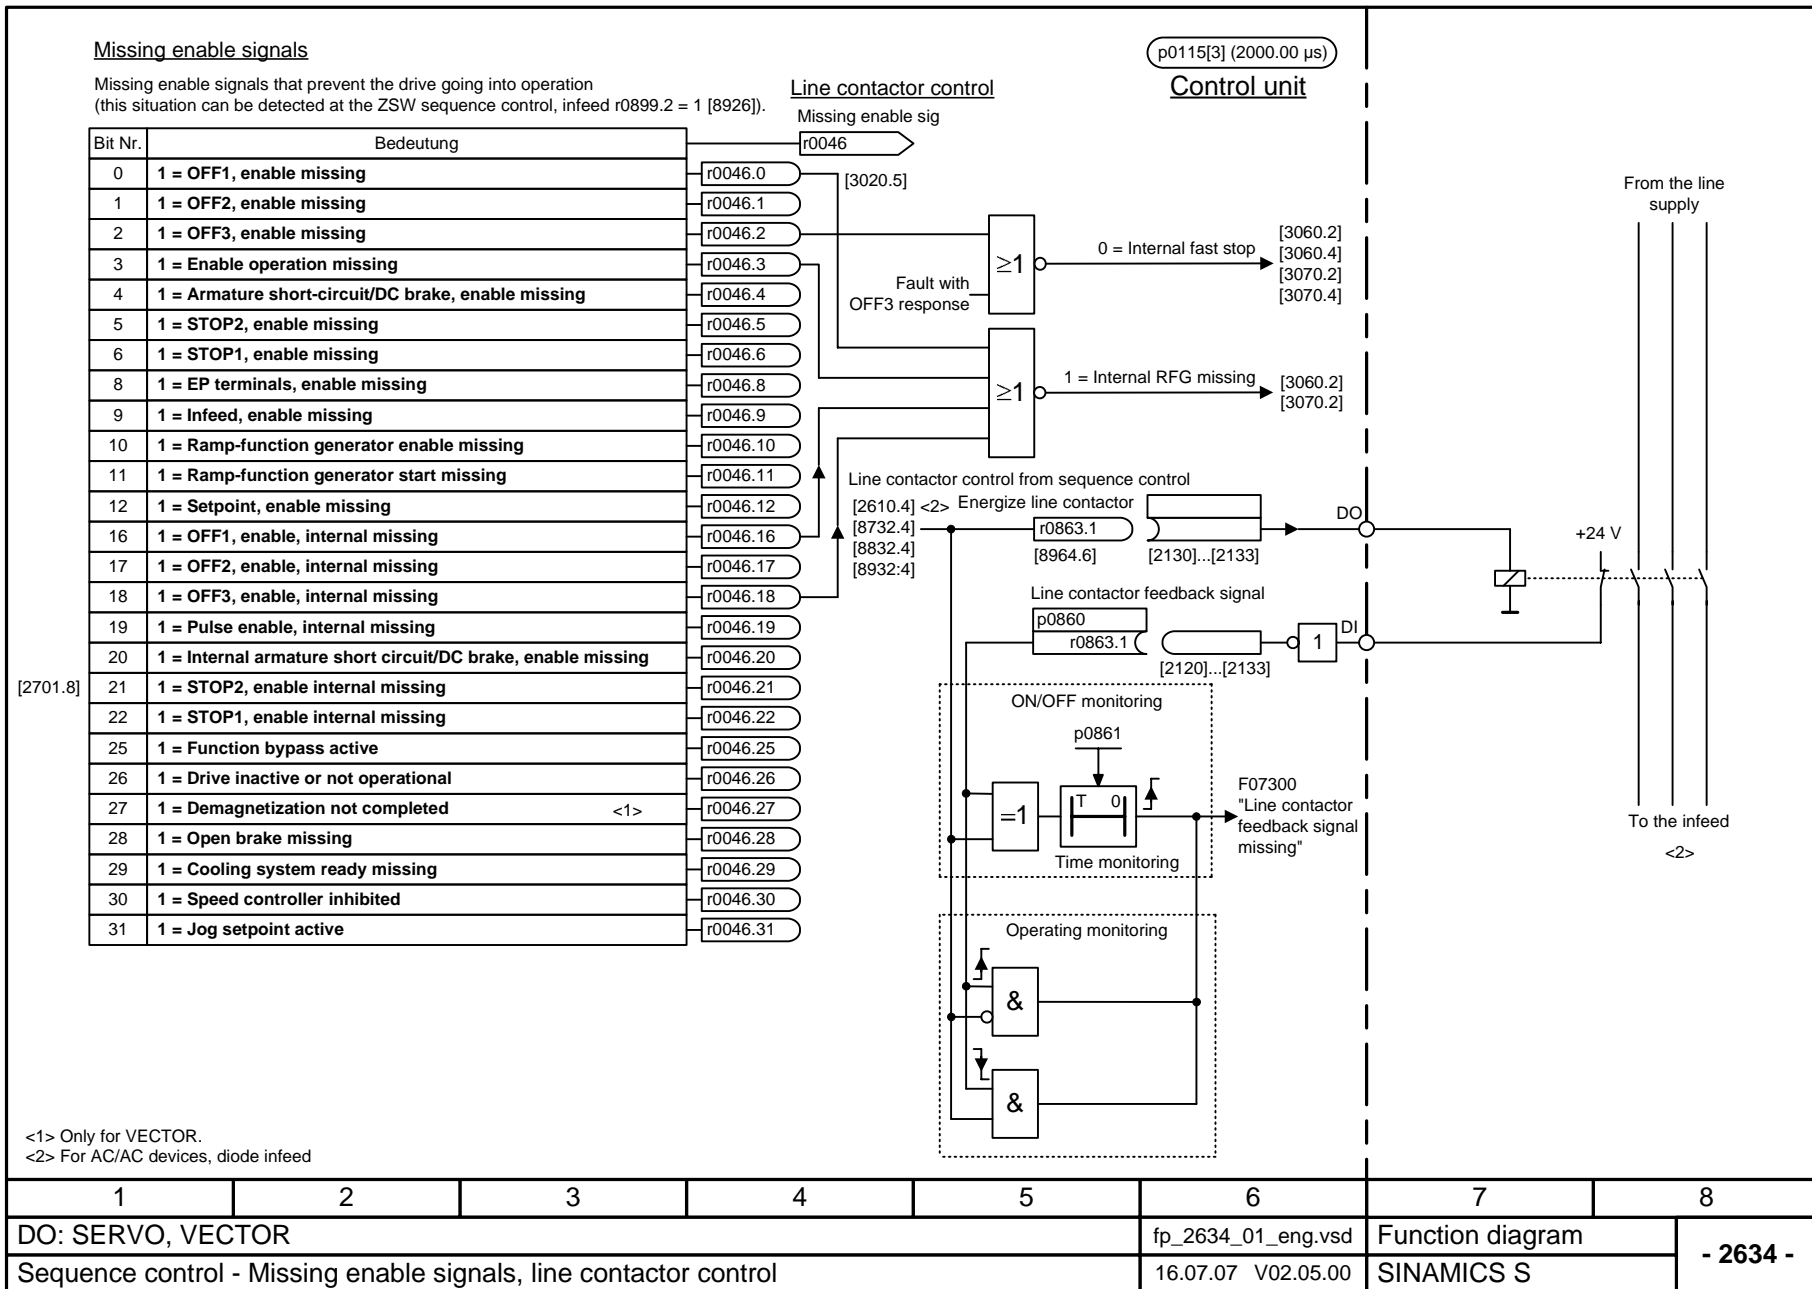 Missing enable signals
Missing enable signals that prevent the drive going into operation
(this situation can be detected at the ZSW sequence control, infeed r0899.2 = 1 [8926]).
Line contactor control
Missing enable sig
r0046
p0115[3] (2000.00 µs)
Control unit
Bit Nr. Bedeutung
0 1 = OFF1, enable missing r0046.0
1 1 = OFF2, enable missing r0046.1
2 1 = OFF3, enable missing r0046.2
3 1 = Enable operation missing r0046.3
4 1 = Armature short-circuit/DC brake, enable missing r0046.4
5 1 = STOP2, enable missing r0046.5
6 1 = STOP1, enable missing r0046.6
8 1 = EP terminals, enable missing r0046.8
9 1 = Infeed, enable missing r0046.9
10 1 = Ramp-function generator enable missing r0046.10
11 1 = Ramp-function generator start missing r0046.11
12 1 = Setpoint, enable missing r0046.12
16 1 = OFF1, enable, internal missing r0046.16
17 1 = OFF2, enable, internal missing r0046.17
18 1 = OFF3, enable, internal missing r0046.18
19 1 = Pulse enable, internal missing r0046.19
20 1 = Internal armature short circuit/DC brake, enable missing r0046.20
[2701.8] 21 1 = STOP2, enable internal missing r0046.21
22 1 = STOP1, enable internal missing r0046.22
25 1 = Function bypass active r0046.25
26 1 = Drive inactive or not operational r0046.26
27 1 = Demagnetization not completed <1> r0046.27
28 1 = Open brake missing r0046.28
29 1 = Cooling system ready missing r0046.29
30 1 = Speed controller inhibited r0046.30
31 1 = Jog setpoint active r0046.31
[3020.5]
≥1
Fault with
OFF3 response
0 = Internal fast stop
[3060.2]
[3060.4]
[3070.2]
[3070.4]
≥1
1 = Internal RFG missing
[3060.2]
[3070.2]
Line contactor control from sequence control
[2610.4] <2> Energize line contactor
[8732.4]
[8832.4]
[8932:4]
r0863.1
[8964.6]
[2130]...[2133]
DO
Line contactor feedback signal
p0860
r0863.1
[2120]...[2133]
1
DI
ON/OFF monitoring
p0861
=1
T 0
Time monitoring
F07300
"Line contactor
feedback signal
missing"
Operating monitoring
&
&
From the line
supply
+24 V
To the infeed
<2>
<1> Only for VECTOR.
<2> For AC/AC devices, diode infeed
1 2 3 4 5 6 7 8
DO: SERVO, VECTOR fp_2634_01_eng.vsd Function diagram
- 2634 -
Sequence control - Missing enable signals, line contactor control 16.07.07 V02.05.00 SINAMICS S